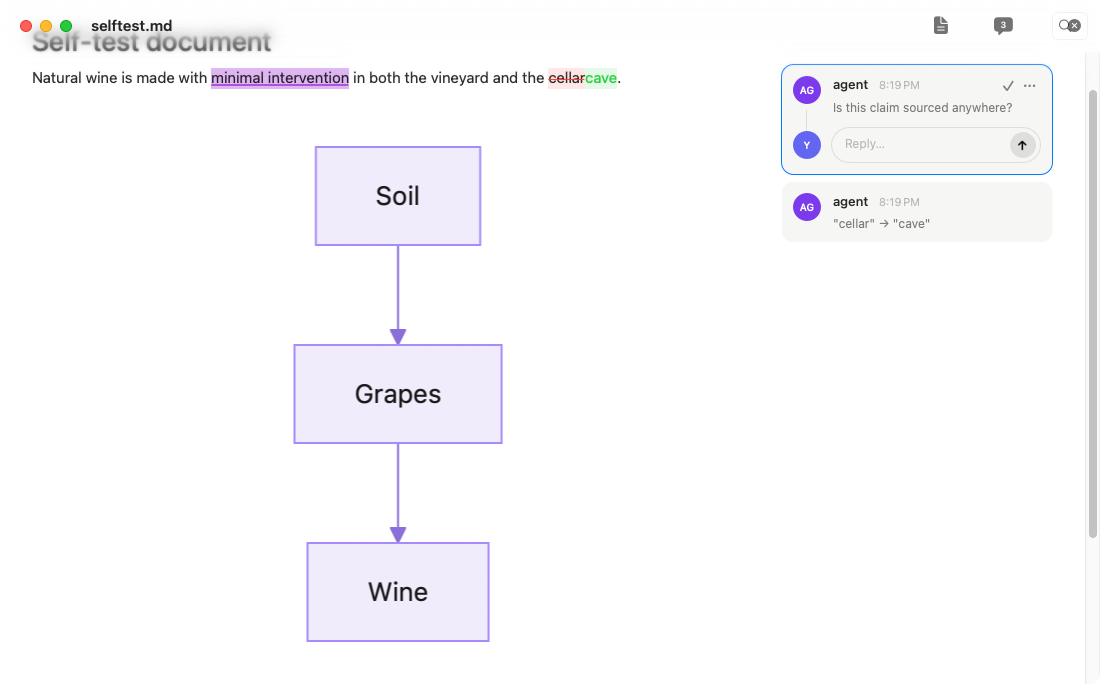 selftest.md
3
Self-test document
Natural wine is made with minimal intervention in both the vineyard and the cellarcave.
Soil
Grapes
Wine
AG agent 8:19 PM
Is this claim sourced anywhere?
Y Reply...
AG agent 8:19 PM
"cellar" → "cave"